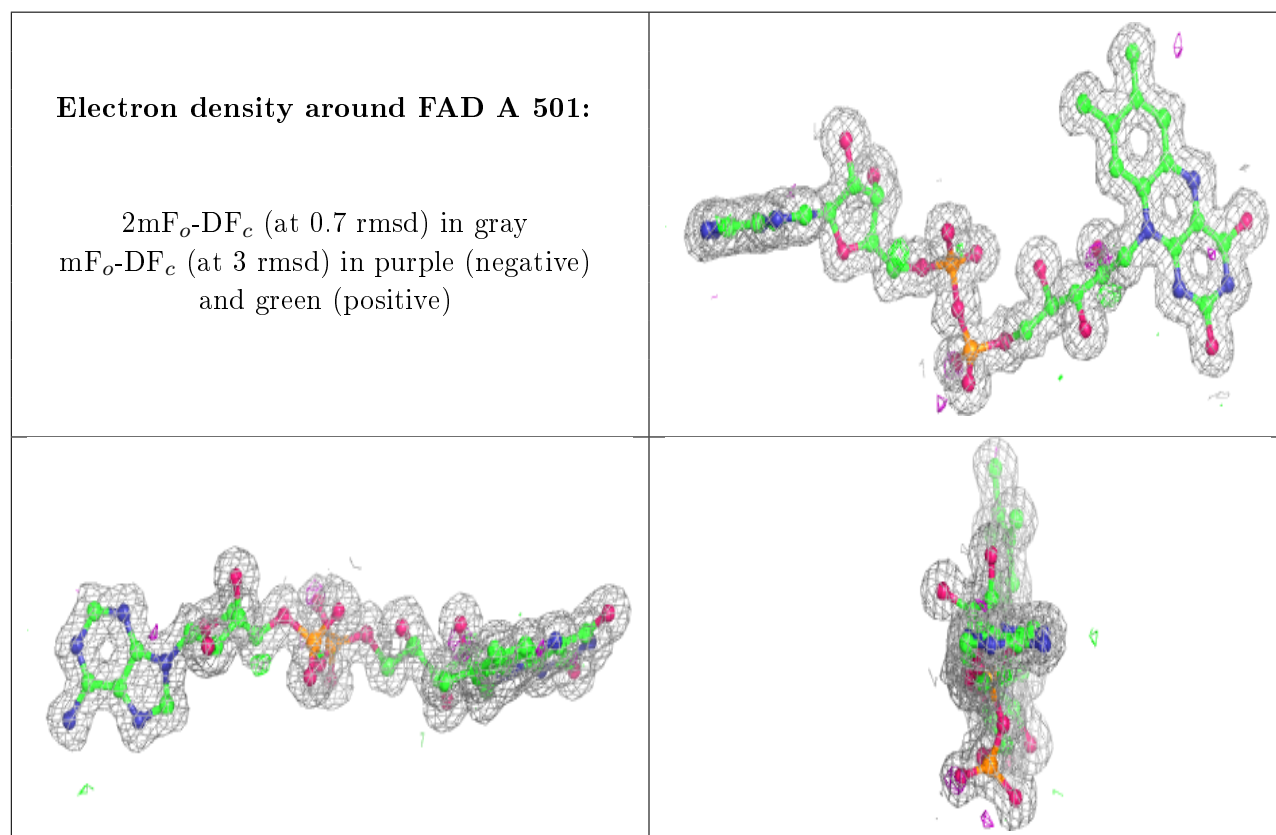 Electron density around FAD A 501:
2mFₒ-DF𝒸 (at 0.7 rmsd) in gray
mFₒ-DF𝒸 (at 3 rmsd) in purple (negative)
and green (positive)